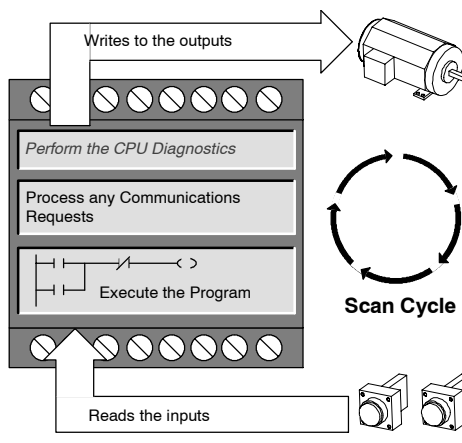 Writes to the outputs
Perform the CPU Diagnostics
Process any Communications
Requests
Execute the Program
Scan Cycle
Reads the inputs